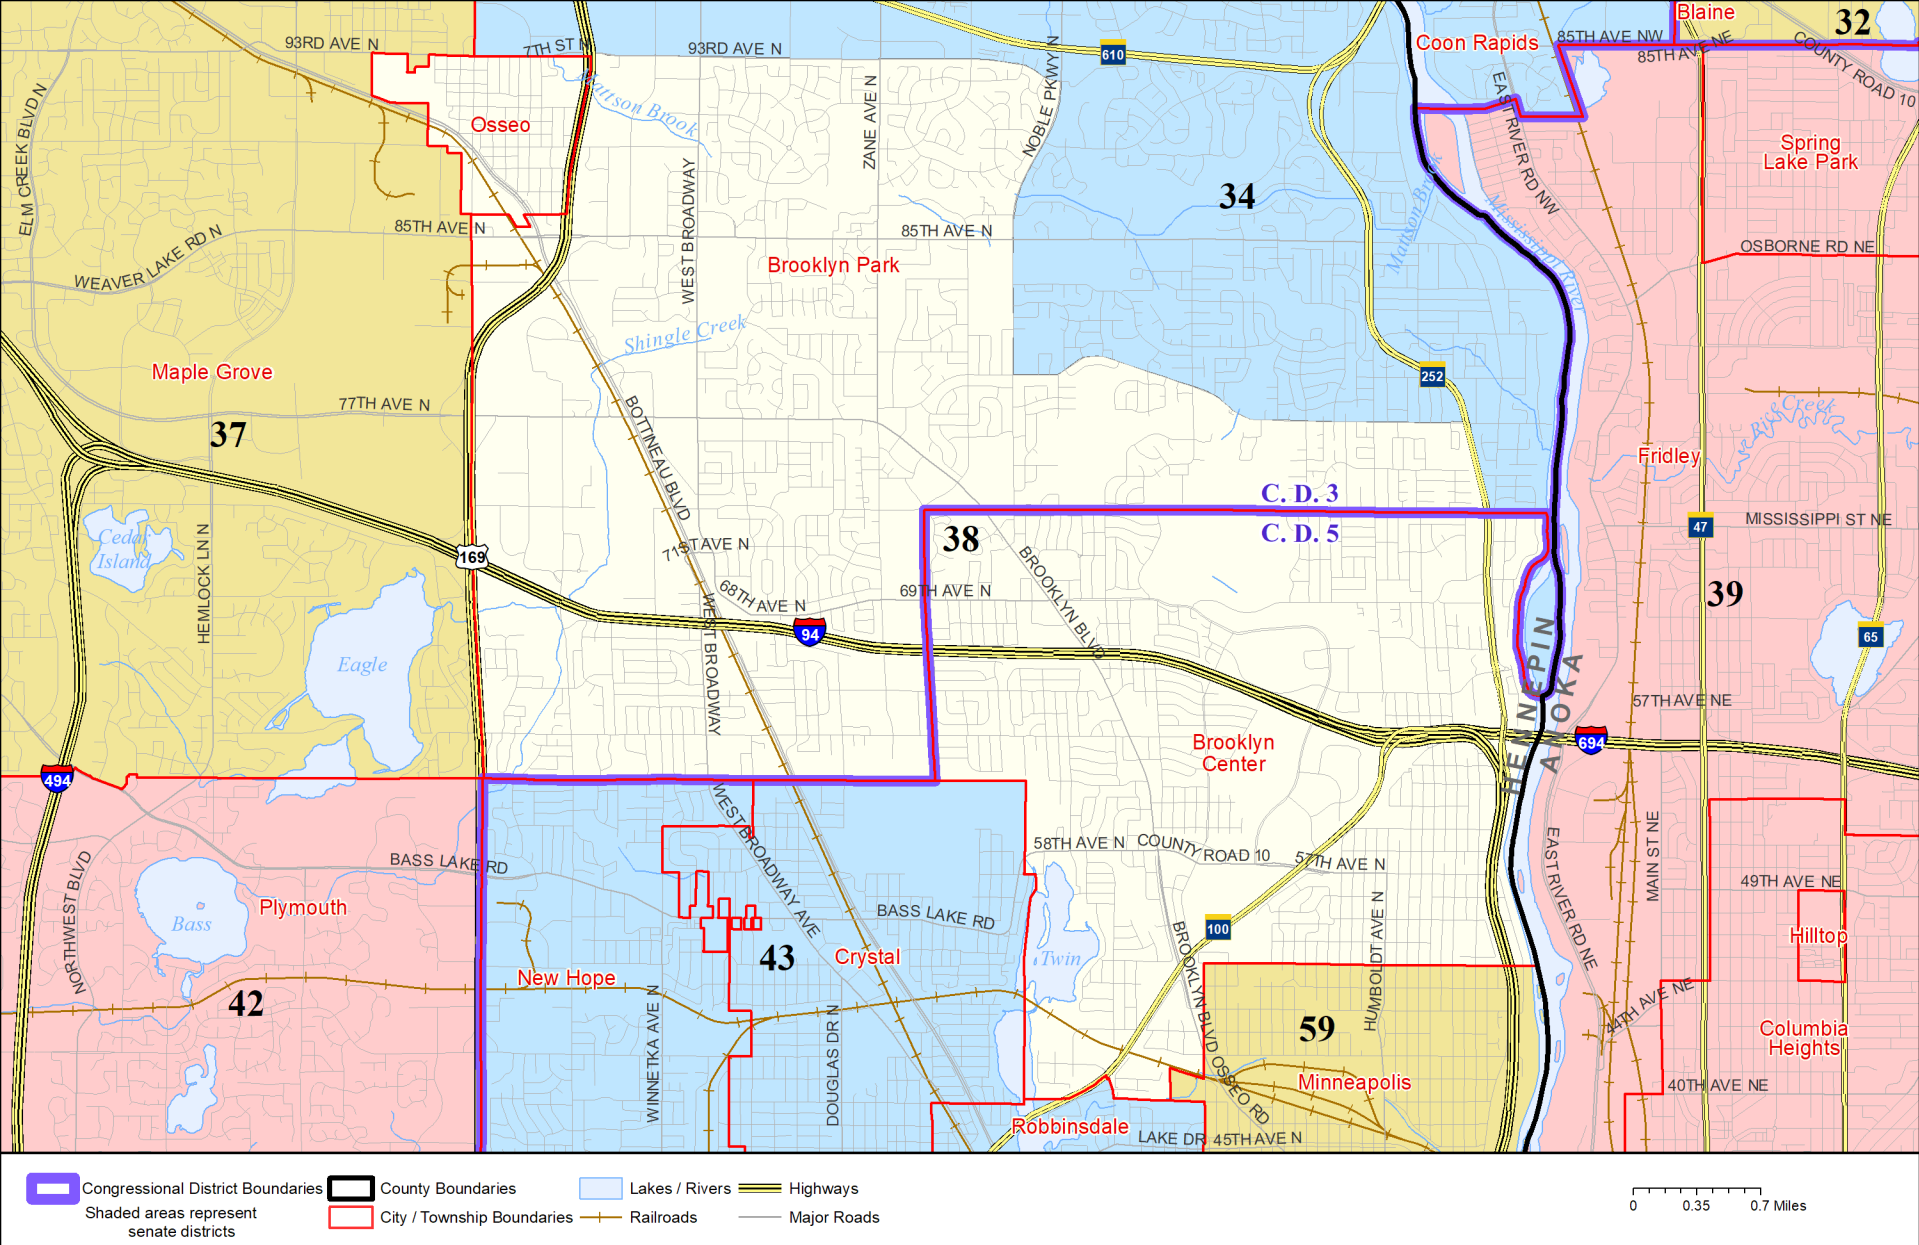 Blaine
32
93RD AVE N
7TH ST N
93RD AVE N
610
Coon Rapids
85TH AVE NW
85TH AVE NE
COUNTY ROAD 10
ELM CREEK BLVD N
Osseo
Mattson Brook
ZANE AVE N
NOBLE PKWY N
EAST RIVER RD NW
Spring
Lake Park
WEST BROADWAY
34
Mattson Brook
Mississippi River
85TH AVE N
85TH AVE N
OSBORNE RD NE
WEAVER LAKE RD N
Brooklyn Park
Shingle Creek
Maple Grove
252
77TH AVE N
37
BOTTINEAU BLVD
Rice Creek
Fridley
C. D. 3
C. D. 5
38
47
MISSISSIPPI ST NE
Cedar
Island
169
71ST AVE N
BROOKLYN BLVD
HEMLOCK LN N
68TH AVE N
69TH AVE N
39
94
65
WEST BROADWAY
Eagle
HENNEPIN
ANOKA
57TH AVE NE
Brooklyn
Center
694
494
WEST BROADWAY AVE
58TH AVE N
COUNTY ROAD 10
57TH AVE N
BASS LAKE RD
EAST RIVER RD NE
MAIN ST NE
49TH AVE NE
NORTHWEST BLVD
Plymouth
Bass
BASS LAKE RD
100
HUMBOLDT AVE N
Hilltop
43
Crystal
Twin
New Hope
BROOKLYN BLVD
42
WINNETKA AVE N
DOUGLAS DR N
59
44TH AVE NE
Columbia
Heights
OSSEO RD
Minneapolis
40TH AVE NE
Robbinsdale
LAKE DR
45TH AVE N
Congressional District Boundaries
County Boundaries
Lakes / Rivers
Highways
Shaded areas represent
senate districts
City / Township Boundaries
Railroads
Major Roads
0 0.35 0.7 Miles